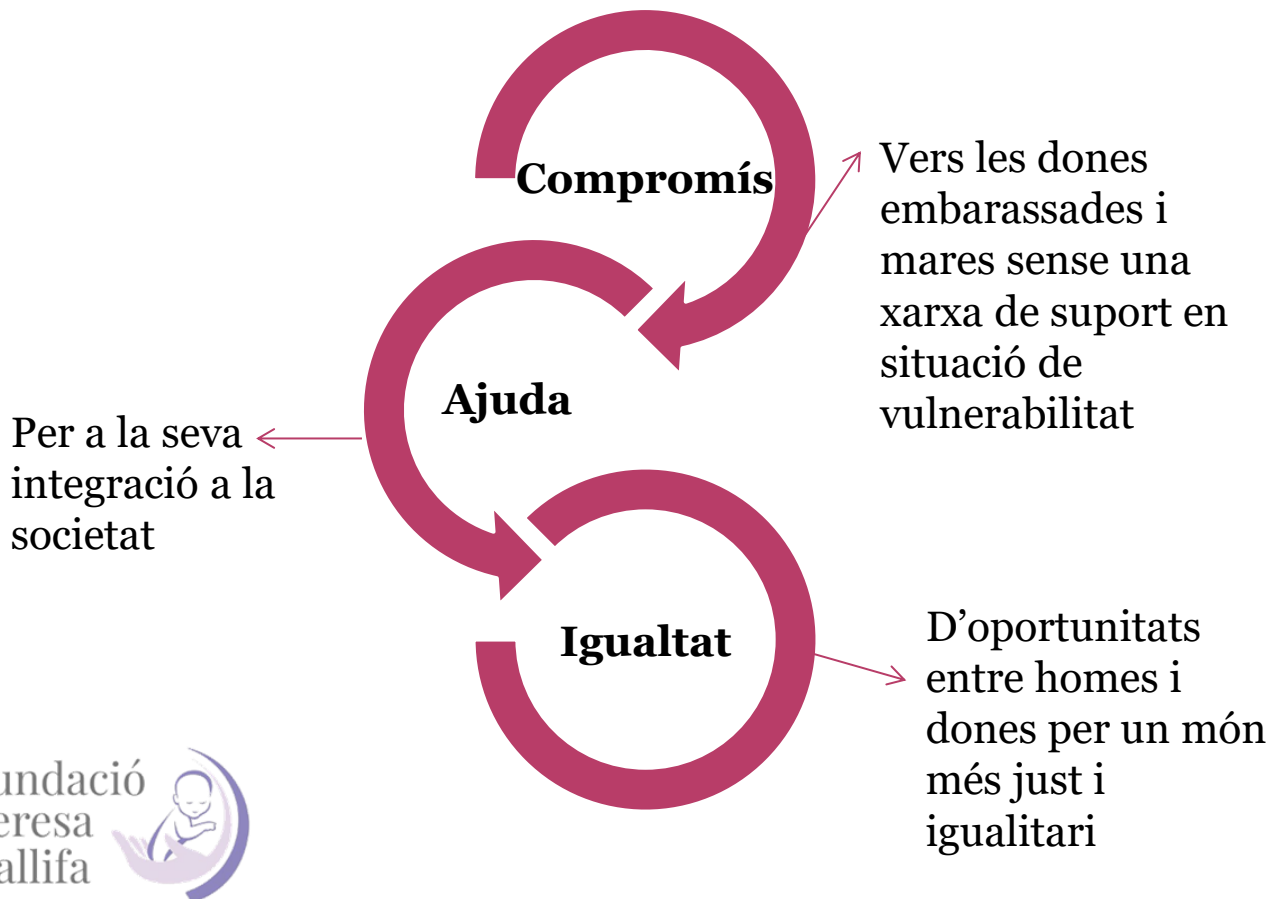 Compromís
Vers les dones
embarassades i
mares sense una
xarxa de suport en
situació de
vulnerabilitat
Ajuda
Per a la seva
integració a la
societat
Igualtat
D’oportunitats
entre homes i
dones per un món
més just i
igualitari
undació
eresa
allifa